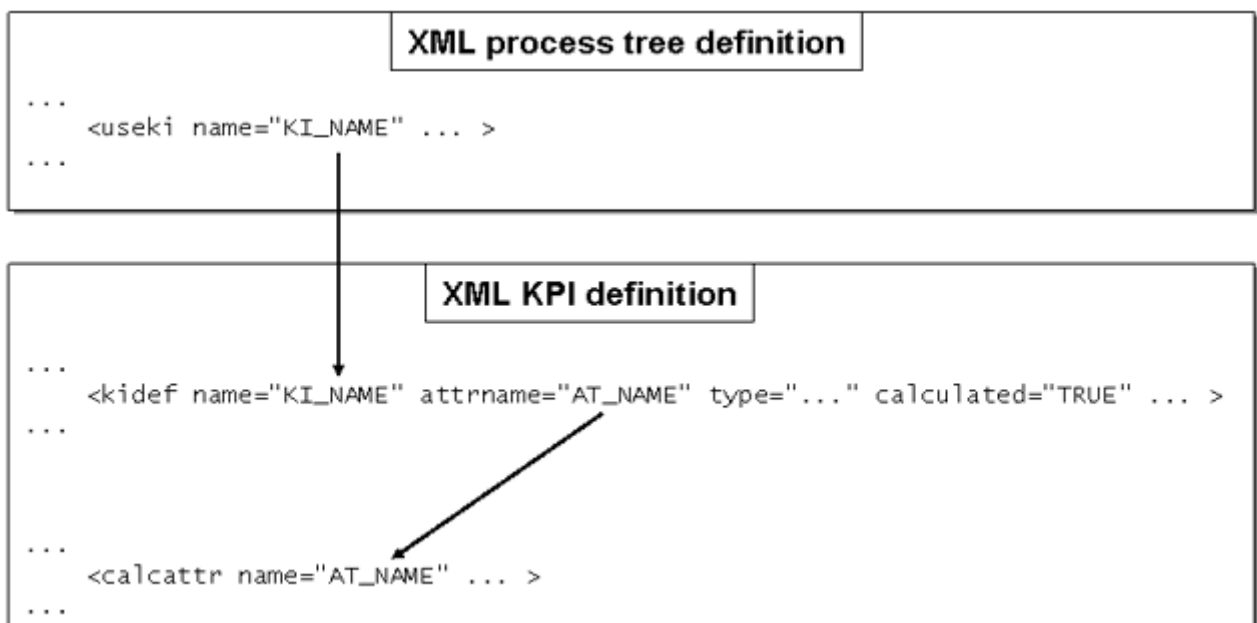 XML process tree definition
...
<useki name="KI_NAME" ... >
...
XML KPI definition
...
<kidef name="KI_NAME" attrname="AT_NAME" type="..." calculated="TRUE" ... >
...
...
<calcattr name="AT_NAME" ... >
...